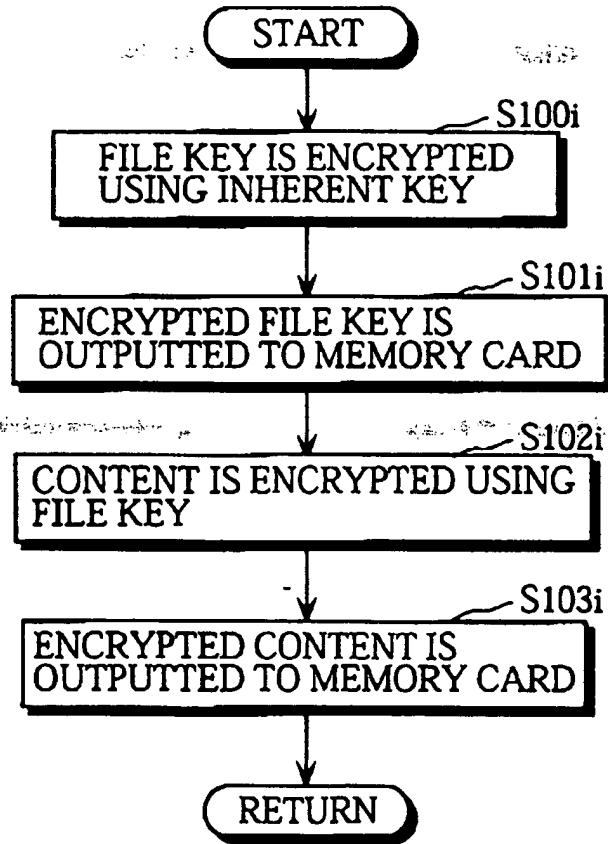 START
S100i
FILE KEY IS ENCRYPTED
USING INHERENT KEY
S101i
ENCRYPTED FILE KEY IS
OUTPUTTED TO MEMORY CARD
S102i
CONTENT IS ENCRYPTED USING
FILE KEY
S103i
ENCRYPTED CONTENT IS
OUTPUTTED TO MEMORY CARD
RETURN